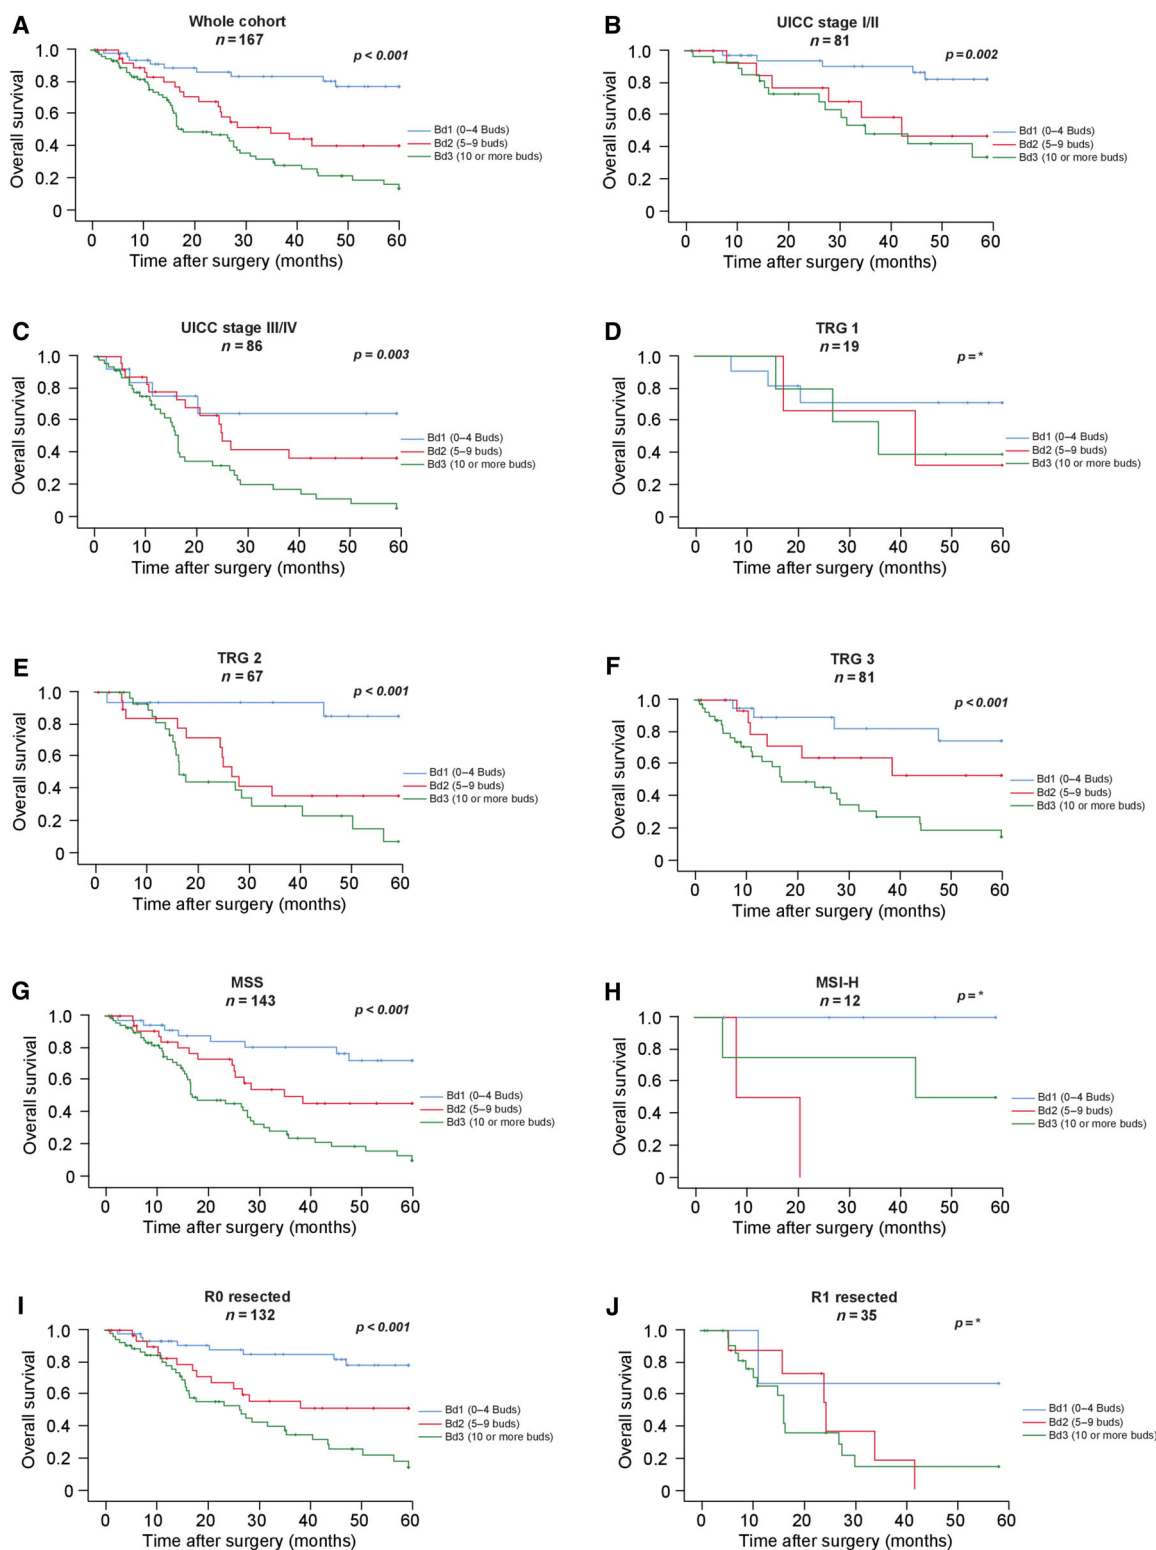 A
Whole cohort
n = 167
p < 0.001
Overall survival
1.0
0.8
0.6
0.4
0.2
0
Bd1 (0–4 Buds)
Bd2 (5–9 buds)
Bd3 (10 or more buds)
0 10 20 30 40 50 60
Time after surgery (months)
B
UICC stage I/II
n = 81
p = 0.002
Overall survival
1.0
0.8
0.6
0.4
0.2
0
Bd1 (0–4 Buds)
Bd2 (5–9 buds)
Bd3 (10 or more buds)
0 10 20 30 40 50 60
Time after surgery (months)
C
UICC stage III/IV
n = 86
p = 0.003
Overall survival
1.0
0.8
0.6
0.4
0.2
0
Bd1 (0–4 Buds)
Bd2 (5–9 buds)
Bd3 (10 or more buds)
0 10 20 30 40 50 60
Time after surgery (months)
D
TRG 1
n = 19
p = *
Overall survival
1.0
0.8
0.6
0.4
0.2
0
Bd1 (0–4 Buds)
Bd2 (5–9 buds)
Bd3 (10 or more buds)
0 10 20 30 40 50 60
Time after surgery (months)
E
TRG 2
n = 67
p < 0.001
Overall survival
1.0
0.8
0.6
0.4
0.2
0
Bd1 (0–4 Buds)
Bd2 (5–9 buds)
Bd3 (10 or more buds)
0 10 20 30 40 50 60
Time after surgery (months)
F
TRG 3
n = 81
p < 0.001
Overall survival
1.0
0.8
0.6
0.4
0.2
0
Bd1 (0–4 Buds)
Bd2 (5–9 buds)
Bd3 (10 or more buds)
0 10 20 30 40 50 60
Time after surgery (months)
G
MSS
n = 143
p < 0.001
Overall survival
1.0
0.8
0.6
0.4
0.2
0
Bd1 (0–4 Buds)
Bd2 (5–9 buds)
Bd3 (10 or more buds)
0 10 20 30 40 50 60
Time after surgery (months)
H
MSI-H
n = 12
p = *
Overall survival
1.0
0.8
0.6
0.4
0.2
0
Bd1 (0–4 Buds)
Bd2 (5–9 buds)
Bd3 (10 or more buds)
0 10 20 30 40 50 60
Time after surgery (months)
I
R0 resected
n = 132
p < 0.001
Overall survival
1.0
0.8
0.6
0.4
0.2
0
Bd1 (0–4 Buds)
Bd2 (5–9 buds)
Bd3 (10 or more buds)
0 10 20 30 40 50 60
Time after surgery (months)
J
R1 resected
n = 35
p = *
Overall survival
1.0
0.8
0.6
0.4
0.2
0
Bd1 (0–4 Buds)
Bd2 (5–9 buds)
Bd3 (10 or more buds)
0 10 20 30 40 50 60
Time after surgery (months)